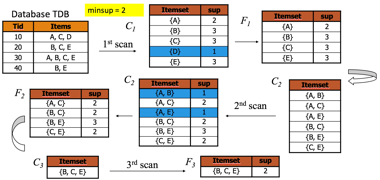 Database TDB
minsup = 2
Tid Items
10 A, C, D
20 B, C, E
30 A, B, C, E
40 B, E
1st scan
C1
Itemset sup
{A} 2
{B} 3
{C} 3
{D} 1
{E} 3
F1
Itemset sup
{A} 2
{B} 3
{C} 3
{E} 3
C2
Itemset
{A, B}
{A, C}
{A, E}
{B, C}
{B, E}
{C, E}
2nd scan
C2
Itemset sup
{A, B} 1
{A, C} 2
{A, E} 1
{B, C} 2
{B, E} 3
{C, E} 2
F2
Itemset sup
{A, C} 2
{B, C} 2
{B, E} 3
{C, E} 2
C3
Itemset
{B, C, E}
3rd scan
F3
Itemset sup
{B, C, E} 2